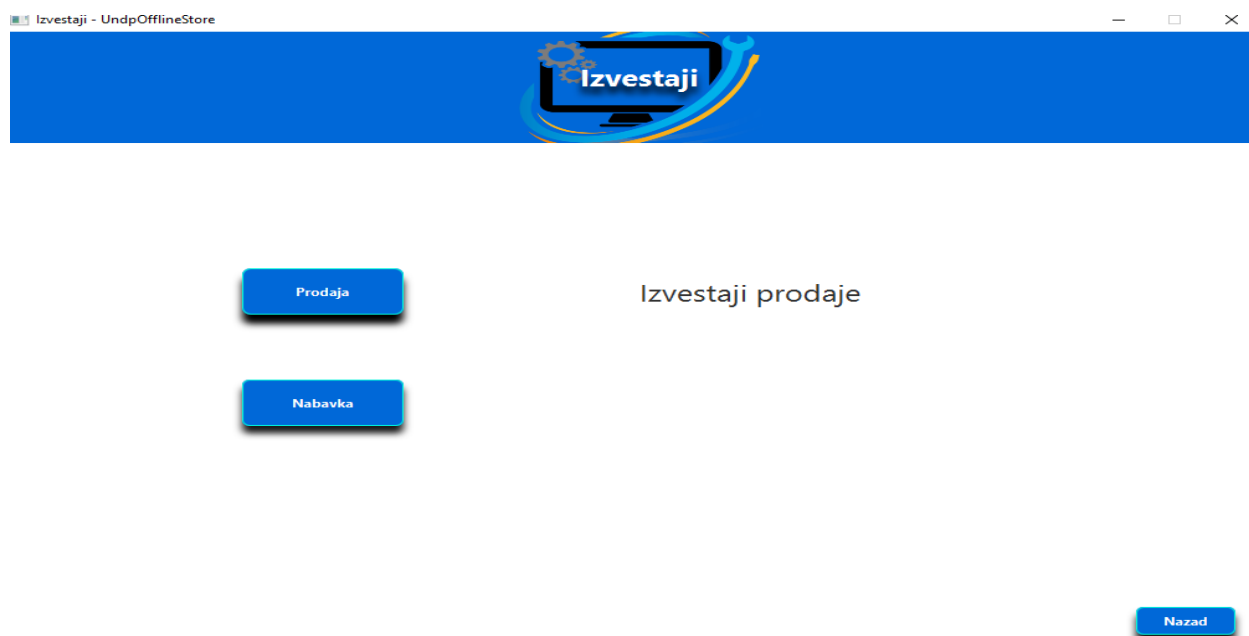 Izvestaji - UndpOfflineStore
Izvestaji
Prodaja
Izvestaji prodaje
Nabavka
Nazad